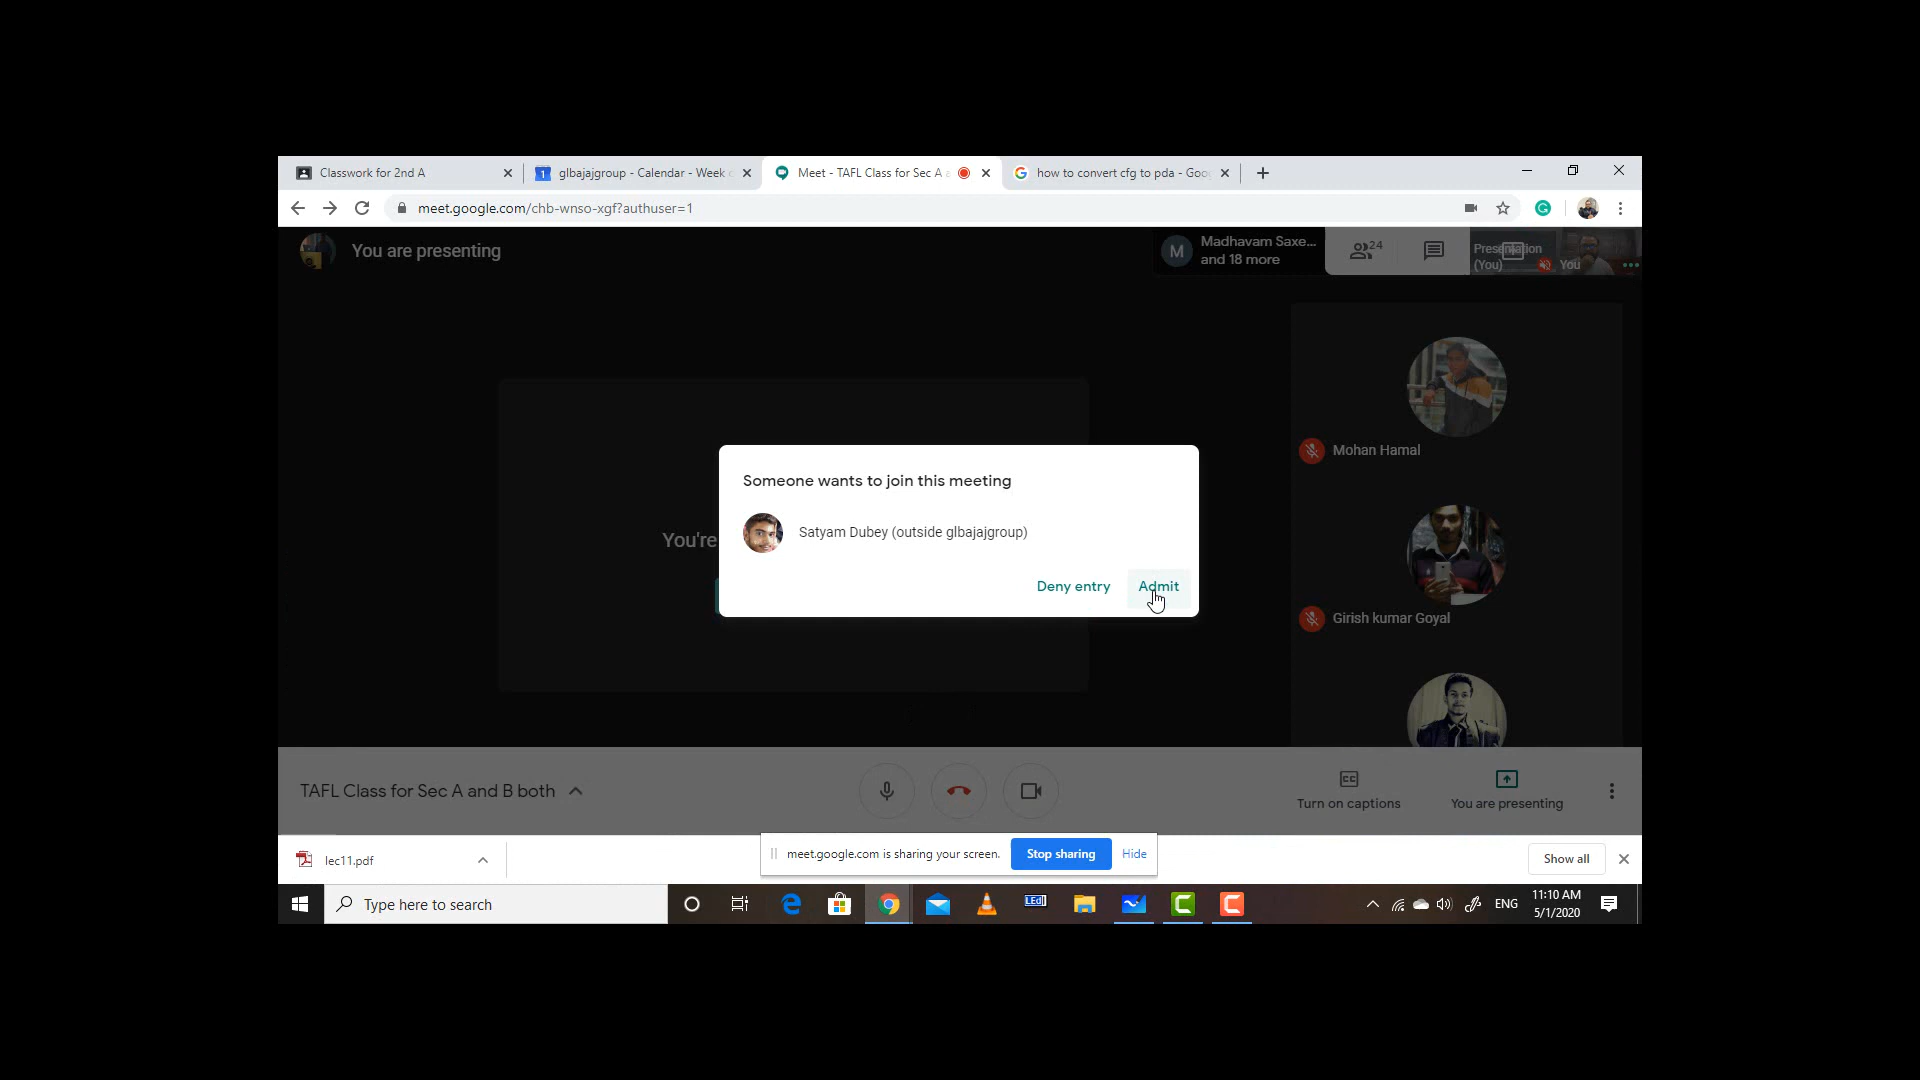 Classwork for 2nd A
glbajajgroup - Calendar - Week
Meet - TAFL Class for Sec A
how to convert cfg to pda - Goo
meet.google.com/chb-wnso-xgf?authuser=1
You are presenting
M
Madhavam Saxe...
and 18 more
24
Presentation
(You)
You
Mohan Hamal
Someone wants to join this meeting
Satyam Dubey (outside glbajajgroup)
You're
Deny entry
Admit
Girish kumar Goyal
TAFL Class for Sec A and B both
Turn on captions
You are presenting
lec11.pdf
meet.google.com is sharing your screen.
Stop sharing
Hide
Show all
Type here to search
LEd!
ENG
11:10 AM
5/1/2020